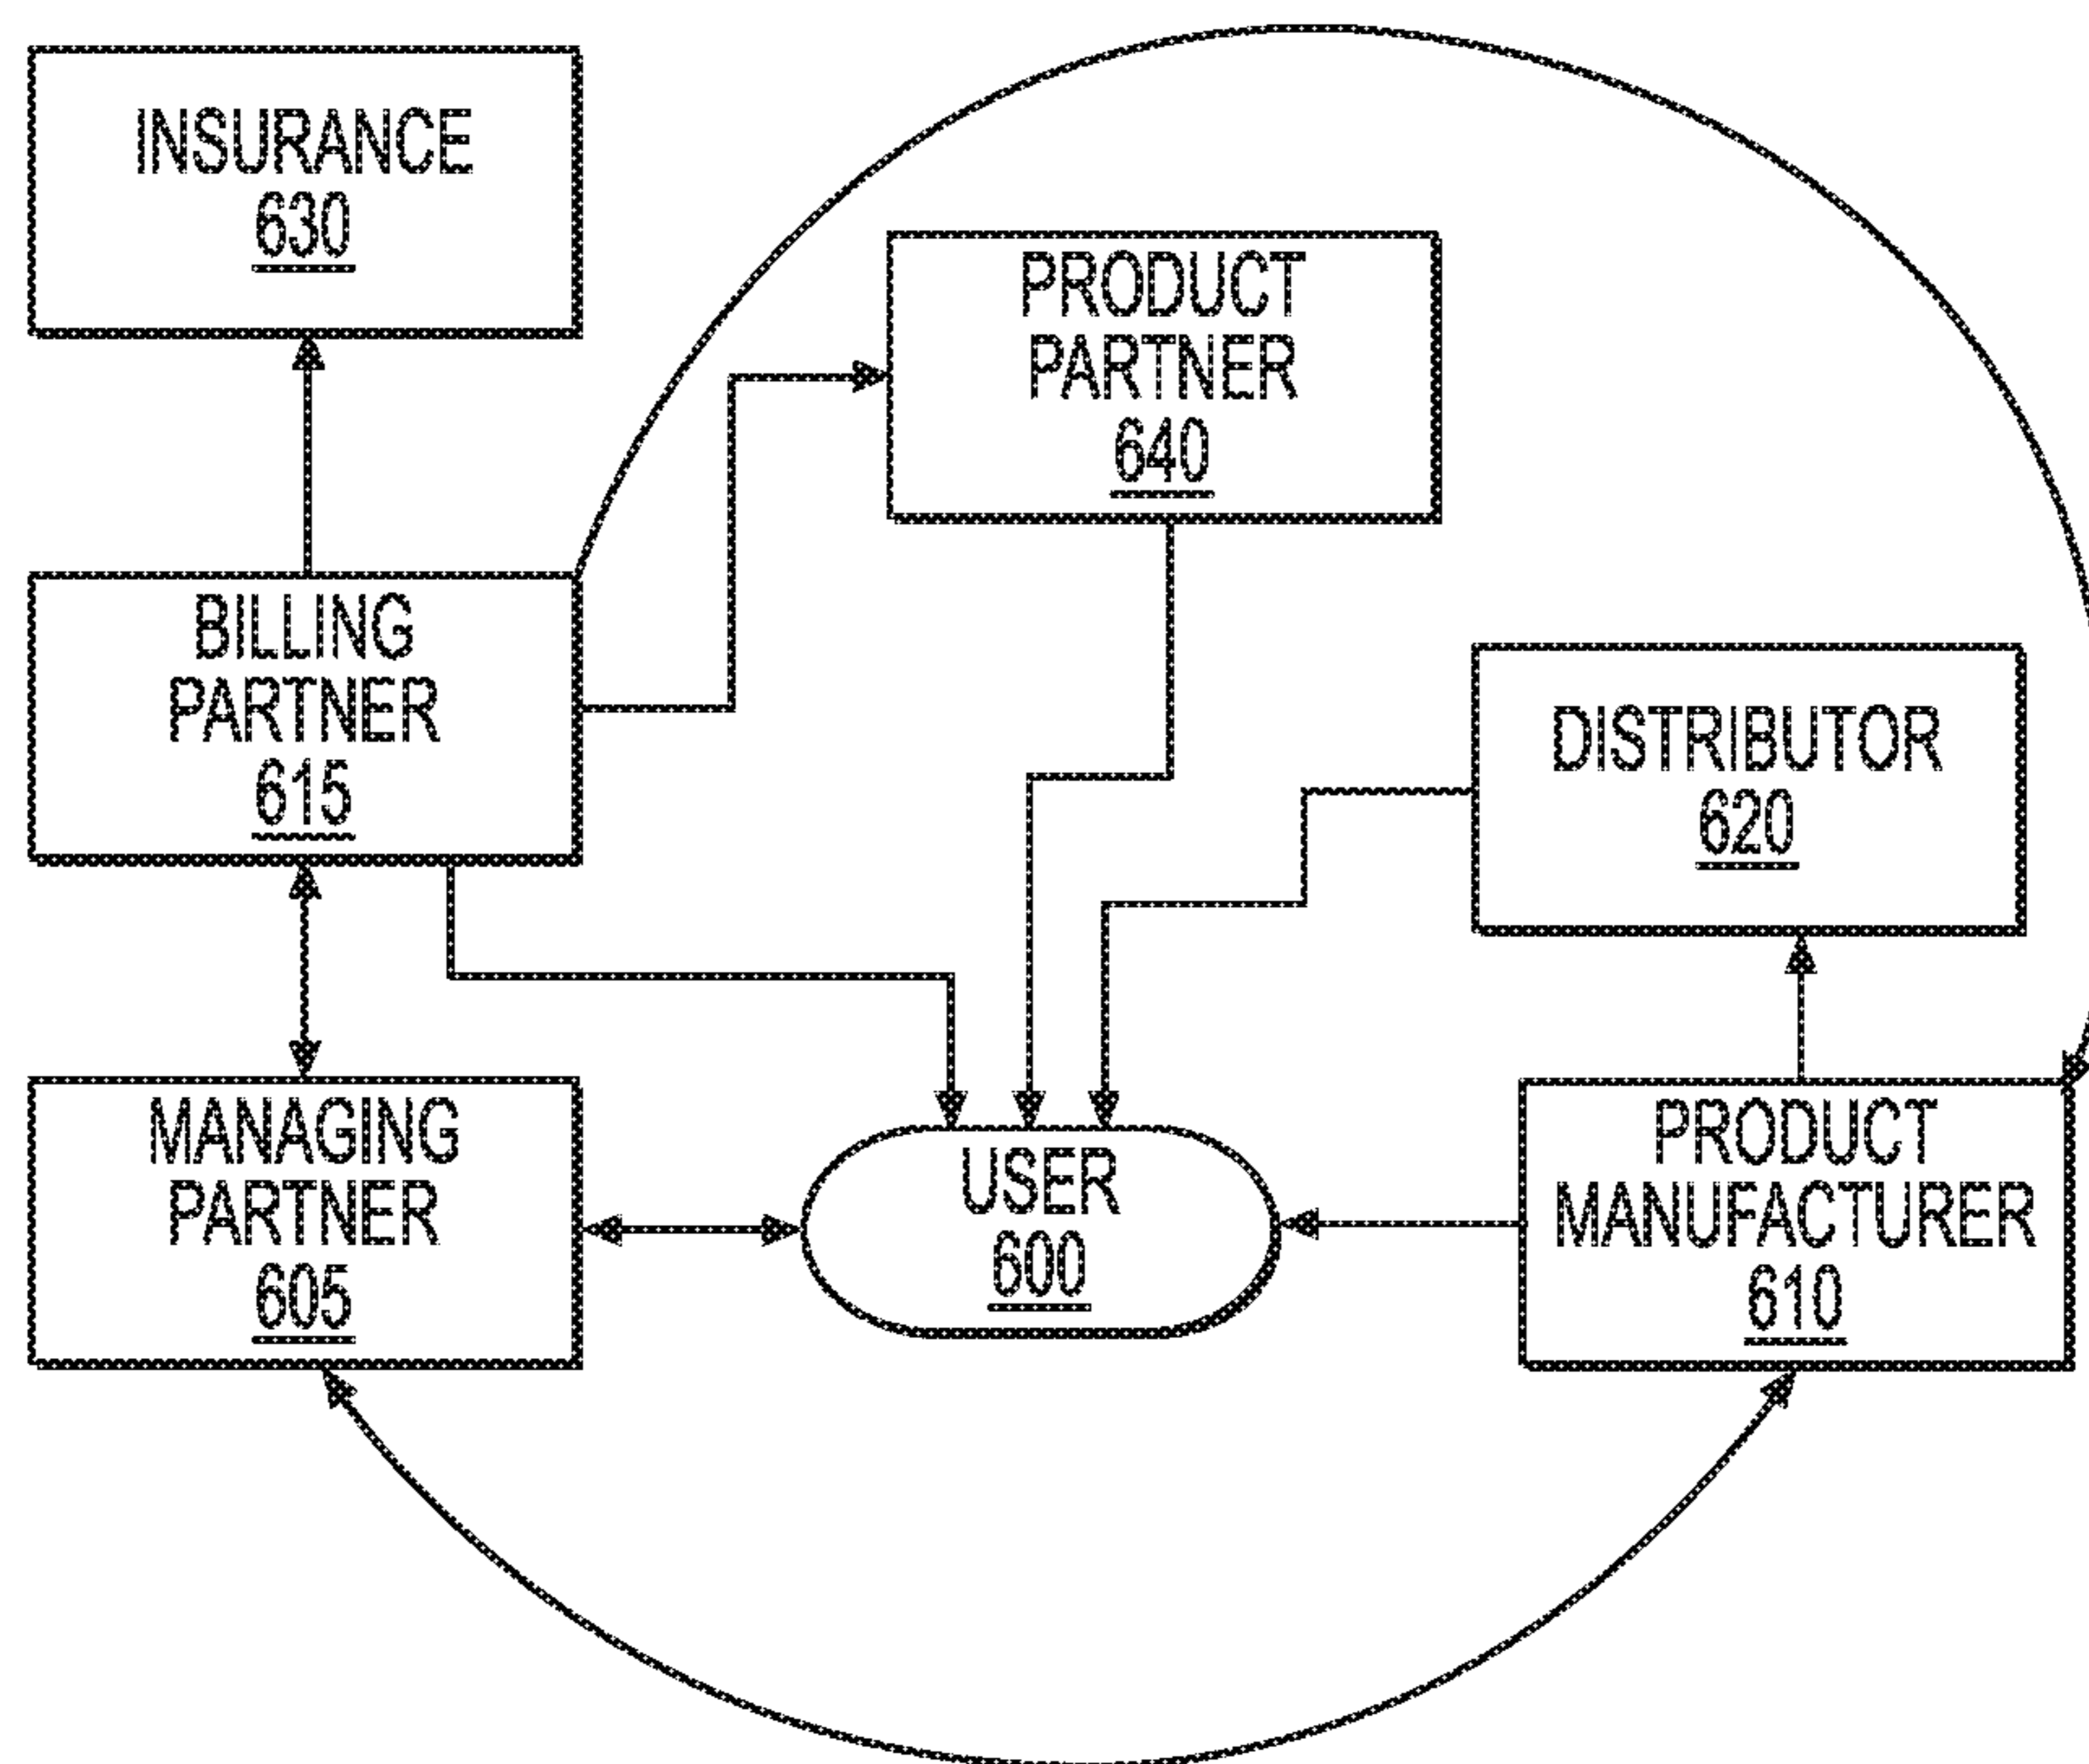 INSURANCE
630
PRODUCT
PARTNER
640
BILLING
PARTNER
615
DISTRIBUTOR
620
MANAGING
PARTNER
605
USER
600
PRODUCT
MANUFACTURER
610